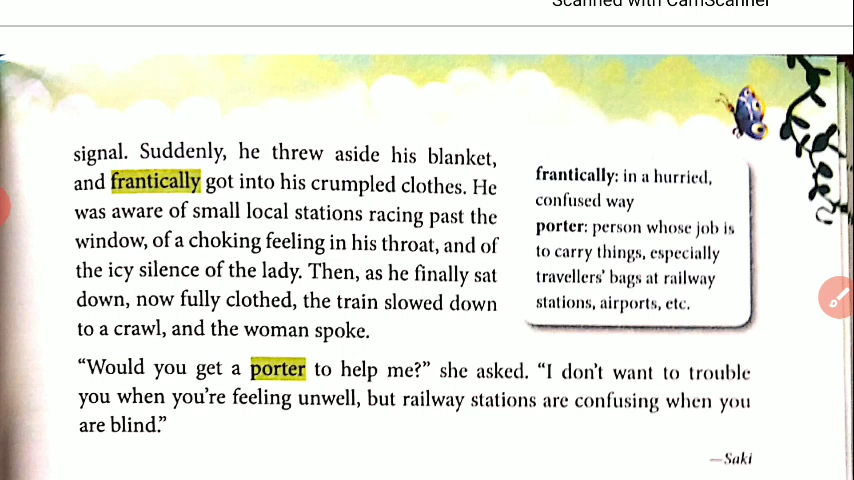 Scanned with CamScanner
signal. Suddenly, he threw aside his blanket,
and frantically got into his crumpled clothes. He
was aware of small local stations racing past the
window, of a choking feeling in his throat, and of
the icy silence of the lady. Then, as he finally sat
down, now fully clothed, the train slowed down
to a crawl, and the woman spoke.
frantically: in a hurried,
confused way
porter: person whose job is
to carry things, especially
travellers' bags at railway
stations, airports, etc.
“Would you get a porter to help me?” she asked. “I don't want to trouble
you when you're feeling unwell, but railway stations are confusing when you
are blind.”
—Saki